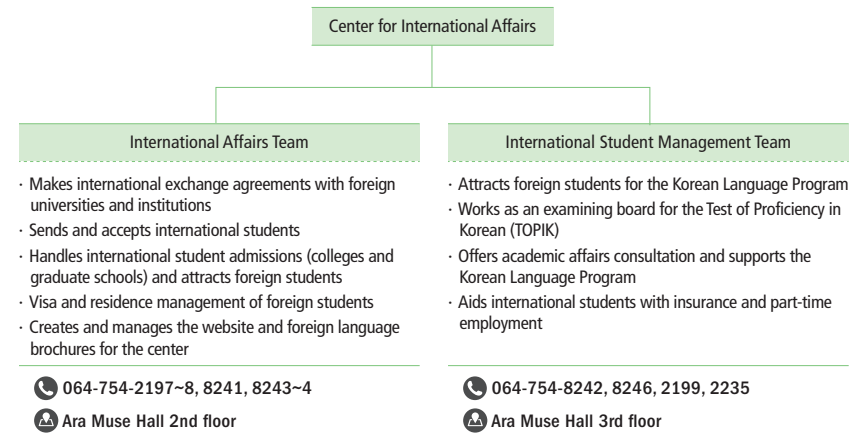 Center for International Affairs
International Affairs Team
· Makes international exchange agreements with foreign
universities and institutions
· Sends and accepts international students
· Handles international student admissions (colleges and
graduate schools) and attracts foreign students
· Visa and residence management of foreign students
· Creates and manages the website and foreign language
brochures for the center
064-754-2197~8, 8241, 8243~4
Ara Muse Hall 2nd floor
International Student Management Team
· Attracts foreign students for the Korean Language Program
· Works as an examining board for the Test of Proficiency in
Korean (TOPIK)
· Offers academic affairs consultation and supports the
Korean Language Program
· Aids international students with insurance and part-time
employment
064-754-8242, 8246, 2199, 2235
Ara Muse Hall 3rd floor